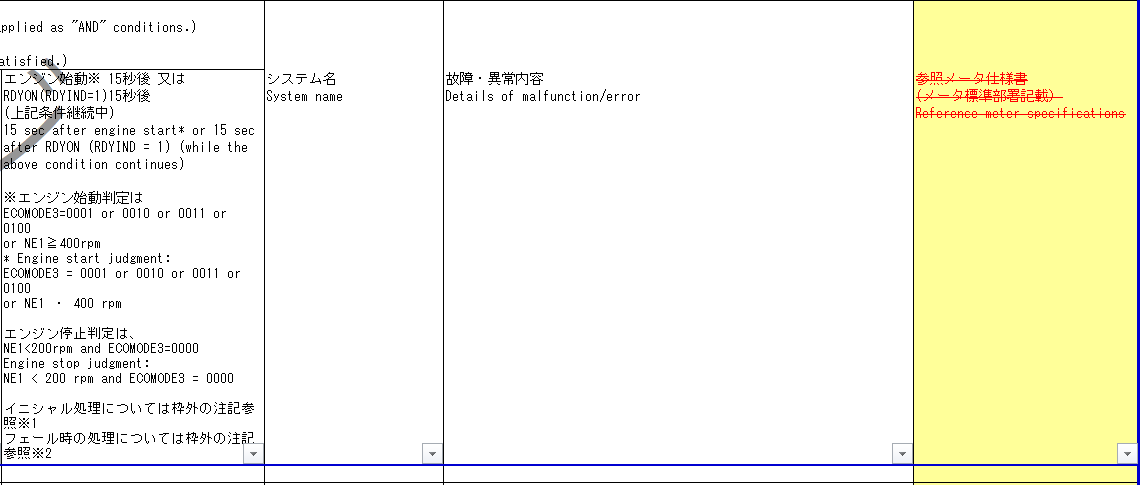 applied as "AND" conditions.)
atisfied.)
エンジン始動※ 15秒後 又は
RDYON(RDYIND=1)15秒後
(上記条件継続中)
15 sec after engine start* or 15 sec
after RDYON (RDYIND = 1) (while the
above condition continues)
※エンジン始動判定は
ECOMODE3=0001 or 0010 or 0011 or
0100
or NE1≧400rpm
* Engine start judgment:
ECOMODE3 = 0001 or 0010 or 0011 or
0100
or NE1 ・ 400 rpm
エンジン停止判定は、
NE1<200rpm and ECOMODE3=0000
Engine stop judgment:
NE1 < 200 rpm and ECOMODE3 = 0000
イニシャル処理については枠外の注記参
照※1
フェール時の処理については枠外の注記
参照※2
システム名
System name
故障・異常内容
Details of malfunction/error
参照メータ仕様書
(メータ標準部署記載)
Reference meter specifications